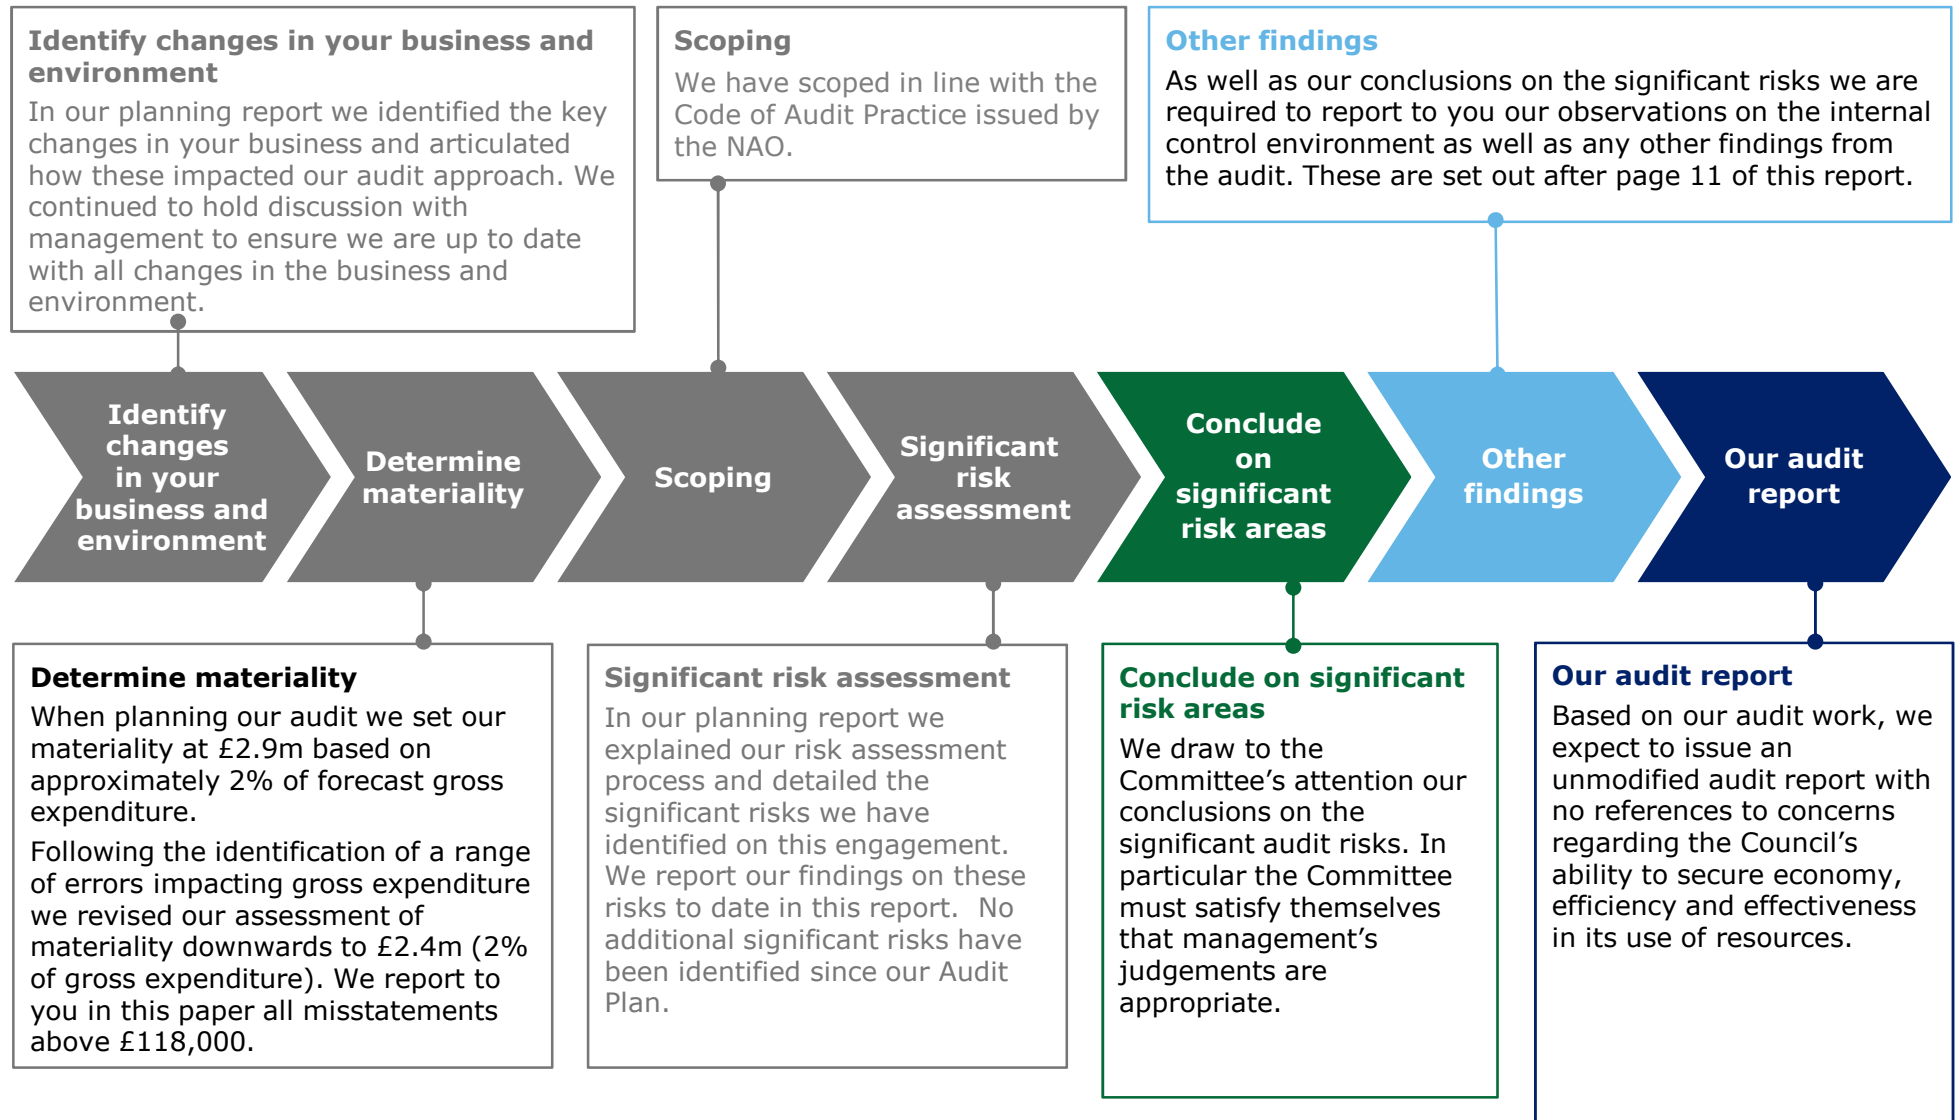 Identify changes in your business and
environment
In our planning report we identified the key
changes in your business and articulated
how these impacted our audit approach. We
continued to hold discussion with
management to ensure we are up to date
with all changes in the business and
environment.
Scoping
We have scoped in line with the
Code of Audit Practice issued by
the NAO.
Other findings
As well as our conclusions on the significant risks we are
required to report to you our observations on the internal
control environment as well as any other findings from
the audit. These are set out after page 11 of this report.
Identify
changes
in your
business and
environment
Determine
materiality
Scoping
Significant
risk
assessment
Conclude
on
significant
risk areas
Other
findings
Our audit
report
Determine materiality
When planning our audit we set our
materiality at £2.9m based on
approximately 2% of forecast gross
expenditure.
Following the identification of a range
of errors impacting gross expenditure
we revised our assessment of
materiality downwards to £2.4m (2%
of gross expenditure). We report to
you in this paper all misstatements
above £118,000.
Significant risk assessment
In our planning report we
explained our risk assessment
process and detailed the
significant risks we have
identified on this engagement.
We report our findings on these
risks to date in this report.  No
additional significant risks have
been identified since our Audit
Plan.
Conclude on significant
risk areas
We draw to the
Committee's attention our
conclusions on the
significant audit risks. In
particular the Committee
must satisfy themselves
that management's
judgements are
appropriate.
Our audit report
Based on our audit work, we
expect to issue an
unmodified audit report with
no references to concerns
regarding the Council's
ability to secure economy,
efficiency and effectiveness
in its use of resources.